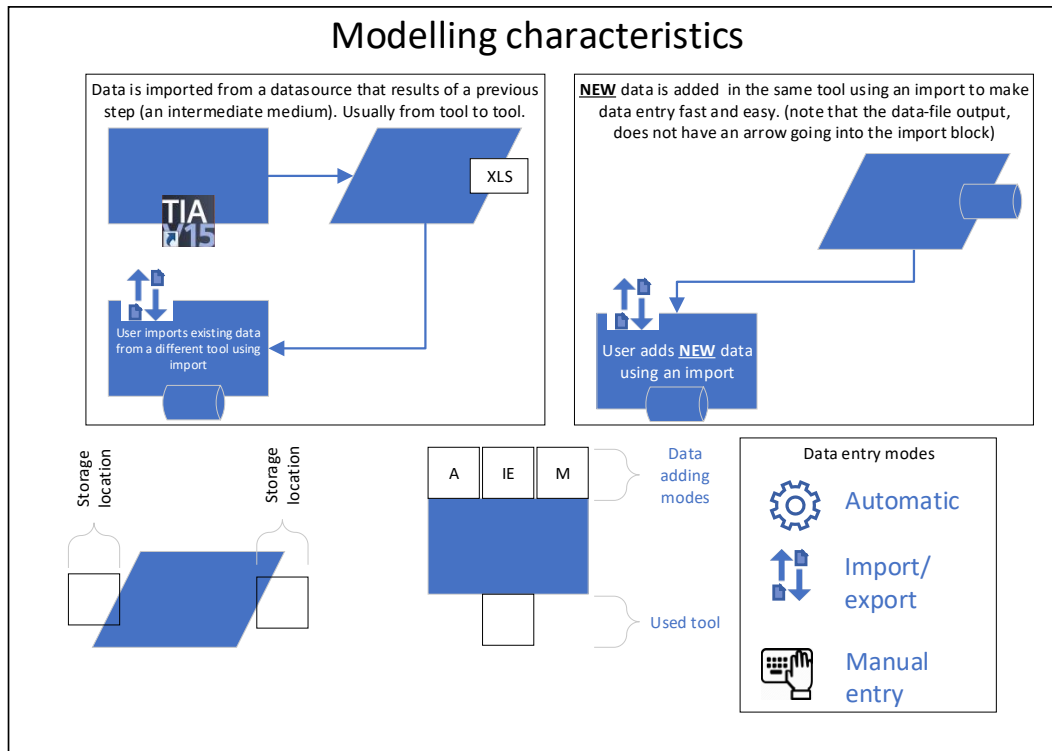 Modelling characteristics
Data is imported from a datasource that results of a previous
step (an intermediate medium). Usually from tool to tool.
XLS
TIA
V15
User imports existing data
from a different tool using
import
NEW data is added in the same tool using an import to make
data entry fast and easy. (note that the data-file output,
does not have an arrow going into the import block)
User adds NEW data
using an import
Storage
location
Storage
location
A
IE
M
Data
adding
modes
Used tool
Data entry modes
Automatic
Import/
export
Manual
entry